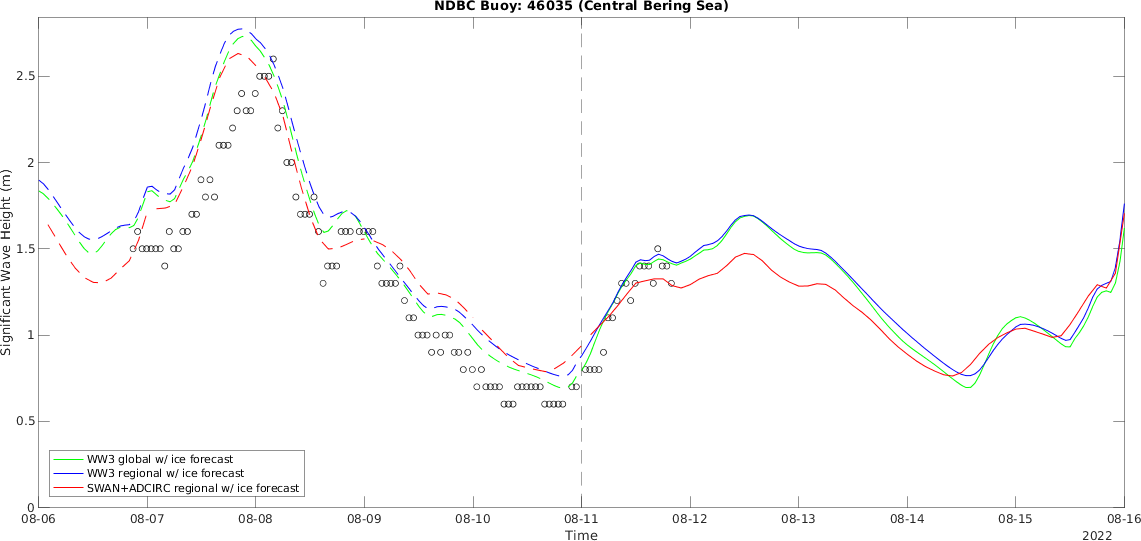 NDBC Buoy: 46035 (Central Bering Sea)
Significant Wave Height (m)
2.5
2
1.5
1
0.5
0
WW3 global w/ ice forecast
WW3 regional w/ ice forecast
SWAN+ADCIRC regional w/ ice forecast
08-06 08-07 08-08 08-09 08-10 08-11 08-12 08-13 08-14 08-15 08-16
Time
2022